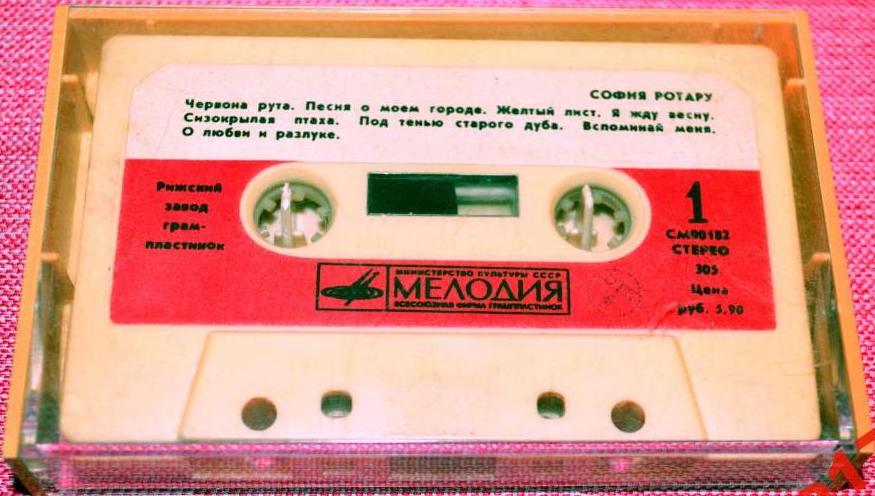 СОФИЯ РОТАРУ
Червона рута. Песня о моем городе. Желтый лист. Я жду весну.
Сизокрылая птаха. Под тенью старого дуба. Вспоминай меня.
О любви и разлуке.
Рижский
завод
грам-
пластинок
1
СМ00182
СТЕРЕО
305
Цена
руб. 5,90
МИНИСТЕРСТВО КУЛЬТУРЫ СССР
МЕЛОДИЯ
ВСЕСОЮЗНАЯ ФИРМА ГРАМПЛАСТИНОК